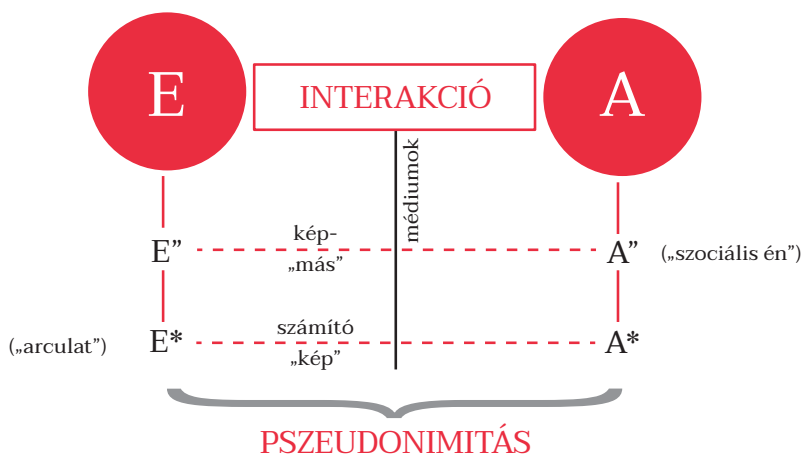 E
INTERAKCIÓ
A
médiumok
E”
kép-
„más”
A”
(„szociális én”)
(„arculat”)
E*
számító
„kép”
A*
PSZEUDONIMITÁS